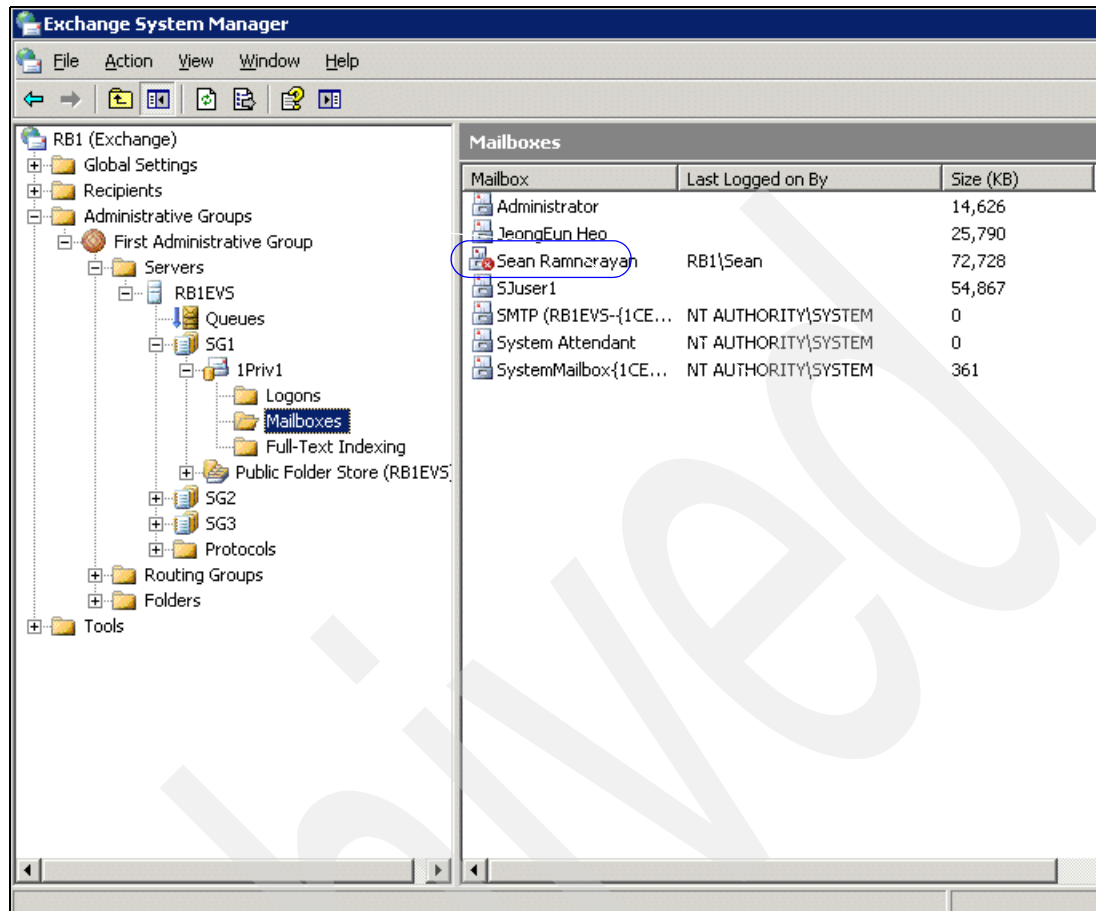 Exchange System Manager
File Action View Window Help
RB1 (Exchange)
Global Settings
Recipients
Administrative Groups
First Administrative Group
Servers
RB1EVS
Queues
SG1
1Priv1
Logons
Mailboxes
Full-Text Indexing
Public Folder Store (RB1EVS)
SG2
SG3
Protocols
Routing Groups
Folders
Tools
Mailboxes
Mailbox Last Logged on By Size (KB)
Administrator 14,626
JeongEun Heo 25,790
Sean Ramnarayan RB1\Sean 72,728
SJuser1 54,867
SMTP (RB1EVS-{1CE... NT AUTHORITY\SYSTEM 0
System Attendant NT AUTHORITY\SYSTEM 0
SystemMailbox{1CE... NT AUTHORITY\SYSTEM 361
hived